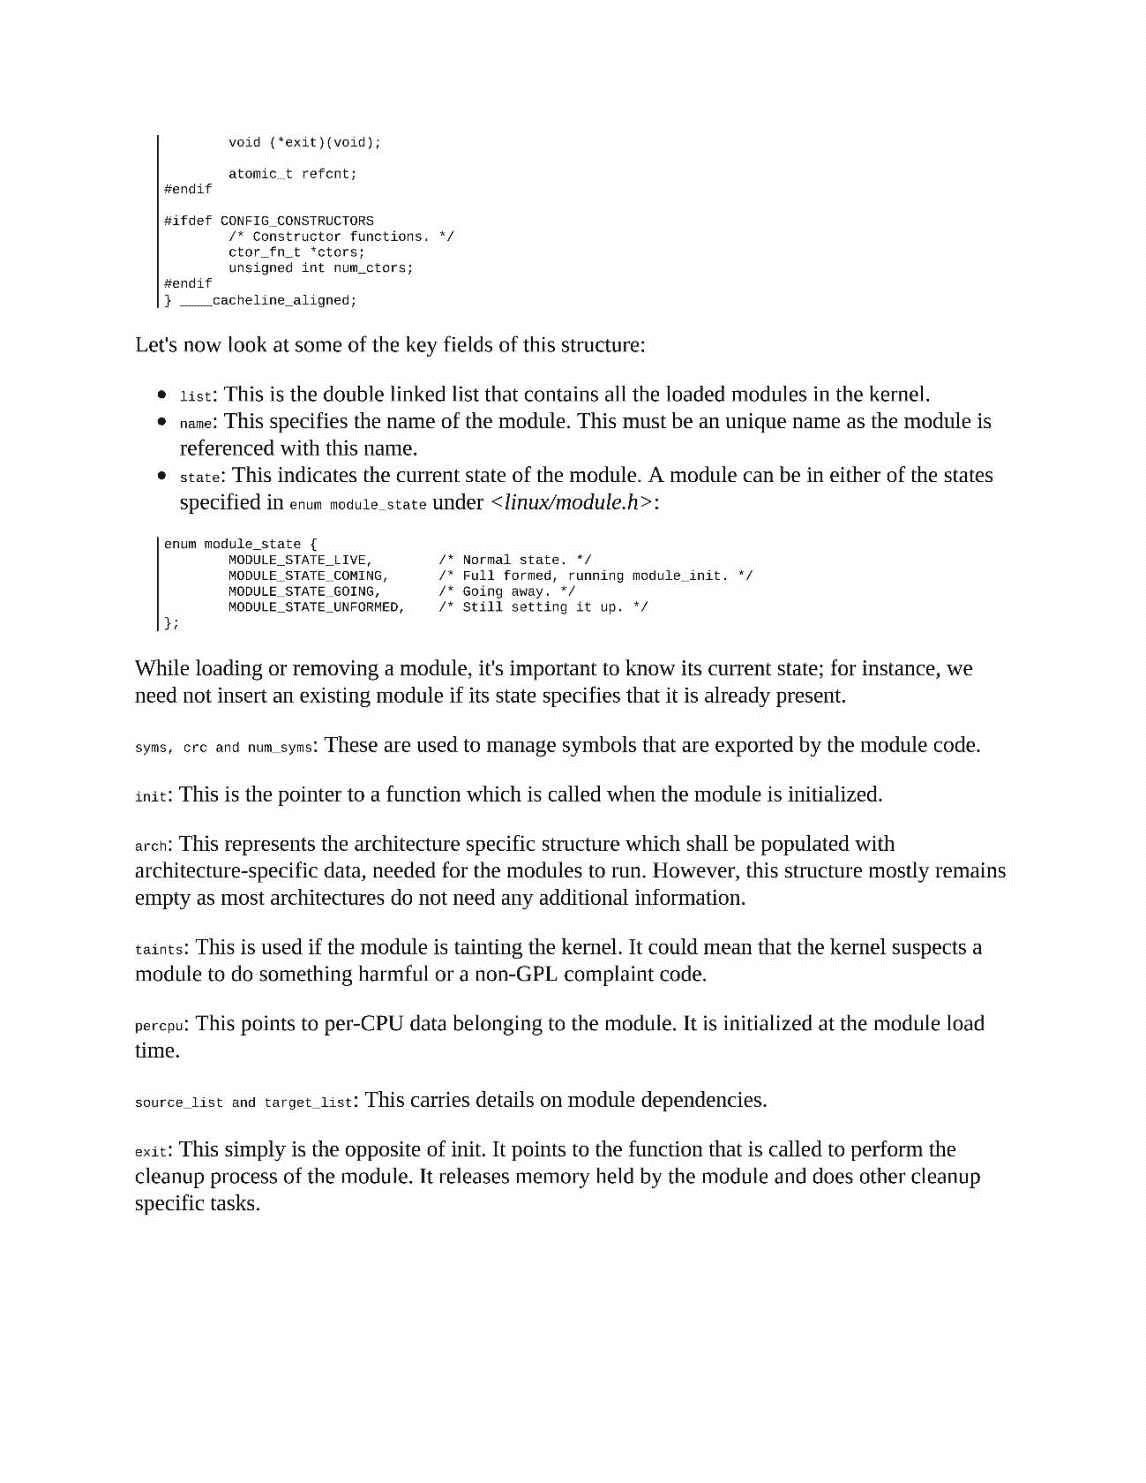 void (*exit)(void);
atomic_t refcnt;
#endif
#ifdef CONFIG_CONSTRUCTORS
/* Constructor functions. */
ctor_fn_t *ctors;
unsigned int num_ctors;
#endif
} ____cacheline_aligned;
Let's now look at some of the key fields of this structure:
• list: This is the double linked list that contains all the loaded modules in the kernel.
• name: This specifies the name of the module. This must be an unique name as the module is
referenced with this name.
• state: This indicates the current state of the module. A module can be in either of the states
specified in enum module_state under <linux/module.h>:
enum module_state {
MODULE_STATE_LIVE, /* Normal state. */
MODULE_STATE_COMING, /* Full formed, running module_init. */
MODULE_STATE_GOING, /* Going away. */
MODULE_STATE_UNFORMED, /* Still setting it up. */
};
While loading or removing a module, it's important to know its current state; for instance, we
need not insert an existing module if its state specifies that it is already present.
syms, crc and num_syms: These are used to manage symbols that are exported by the module code.
init: This is the pointer to a function which is called when the module is initialized.
arch: This represents the architecture specific structure which shall be populated with
architecture-specific data, needed for the modules to run. However, this structure mostly remains
empty as most architectures do not need any additional information.
taints: This is used if the module is tainting the kernel. It could mean that the kernel suspects a
module to do something harmful or a non-GPL complaint code.
percpu: This points to per-CPU data belonging to the module. It is initialized at the module load
time.
source_list and target_list: This carries details on module dependencies.
exit: This simply is the opposite of init. It points to the function that is called to perform the
cleanup process of the module. It releases memory held by the module and does other cleanup
specific tasks.